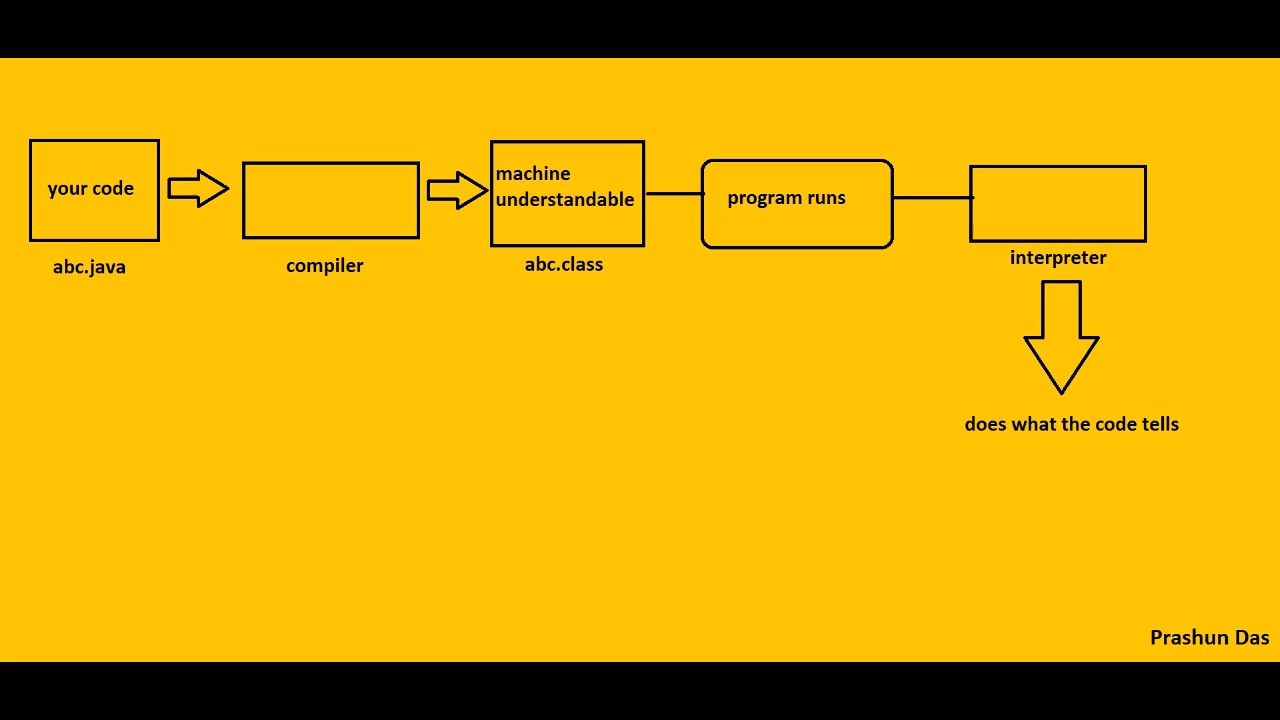 your code
abc.java
compiler
machine
understandable
abc.class
program runs
interpreter
does what the code tells
Prashun Das